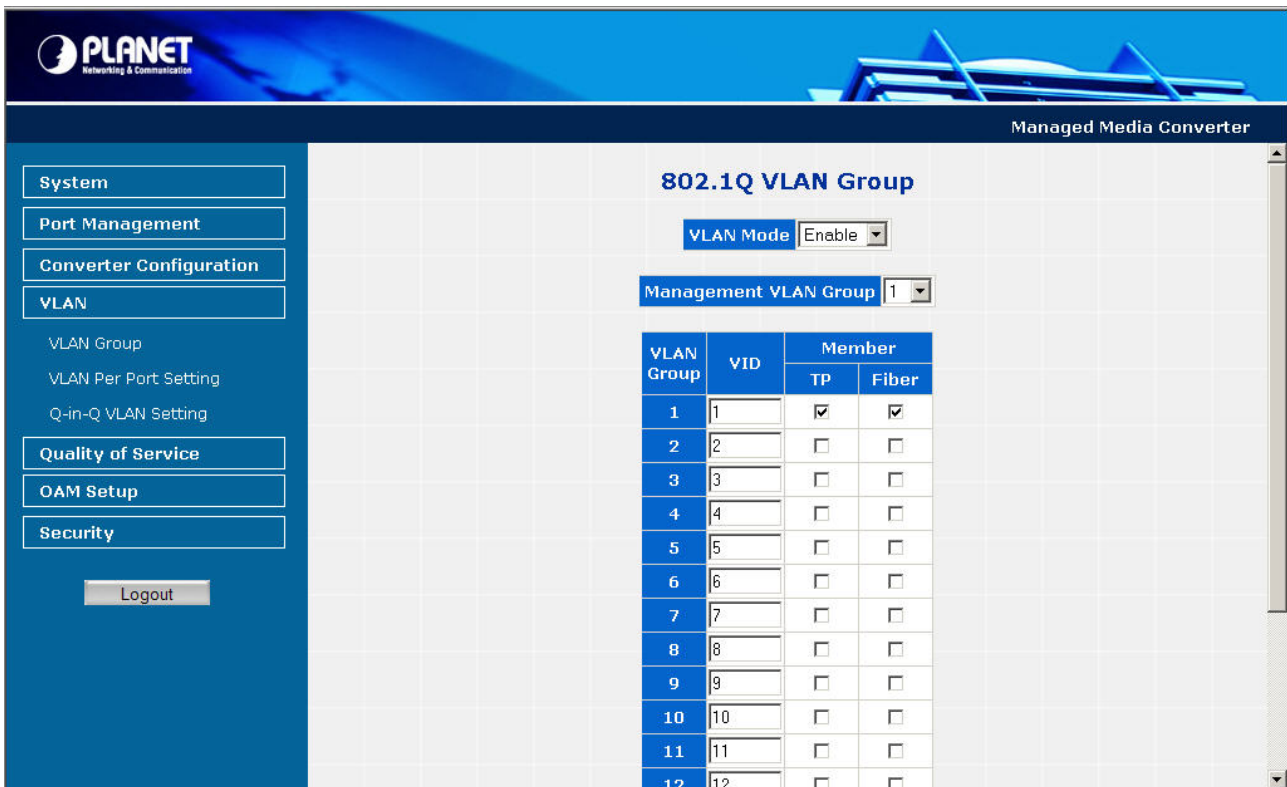 PLANET
Networking & Communication
Managed Media Converter
System
Port Management
Converter Configuration
VLAN
VLAN Group
VLAN Per Port Setting
Q-in-Q VLAN Setting
Quality of Service
OAM Setup
Security
Logout
802.1Q VLAN Group
VLAN Mode Enable
Management VLAN Group 1
VLAN Group VID Member
TP Fiber
1 1
2 2
3 3
4 4
5 5
6 6
7 7
8 8
9 9
10 10
11 11
12 12